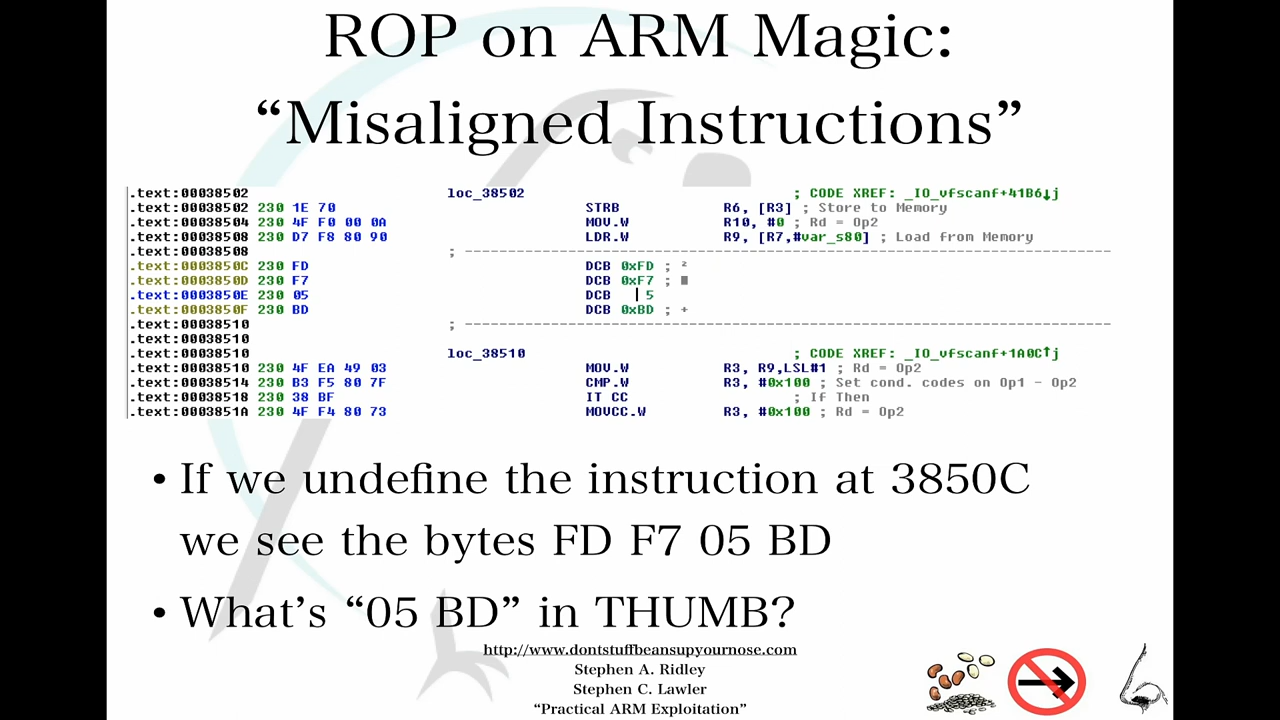 ROP on ARM Magic:
“Misaligned Instructions”
.text:00038502 loc_38502 ; CODE XREF: _IO_vfscanf+41B6↓j
.text:00038502 230 1E 70 STRB R6, [R3] ; Store to Memory
.text:00038504 230 4F F0 00 0A MOV.W R10, #0 ; Rd = Op2
.text:00038508 230 D7 F8 80 90 LDR.W R9, [R7,#var_s80] ; Load from Memory
.text:00038508 ; ---------------------------------------------------------------------------
.text:0003850C 230 FD DCB 0xFD ; ²
.text:0003850D 230 F7 DCB 0xF7 ; ■
.text:0003850E 230 05 DCB 5
.text:0003850F 230 BD DCB 0xBD ; +
.text:00038510 ; ---------------------------------------------------------------------------
.text:00038510
.text:00038510 loc_38510 ; CODE XREF: _IO_vfscanf+1A0C↑j
.text:00038510 230 4F EA 49 03 MOV.W R3, R9,LSL#1 ; Rd = Op2
.text:00038514 230 B3 F5 80 7F CMP.W R3, #0x100 ; Set cond. codes on Op1 - Op2
.text:00038518 230 38 BF IT CC ; If Then
.text:0003851A 230 4F F4 80 73 MOVCC.W R3, #0x100 ; Rd = Op2
• If we undefine the instruction at 3850C
we see the bytes FD F7 05 BD
• What’s “05 BD” in THUMB?
http://www.dontstuffbeansupyournose.com
Stephen A. Ridley
Stephen C. Lawler
“Practical ARM Exploitation”